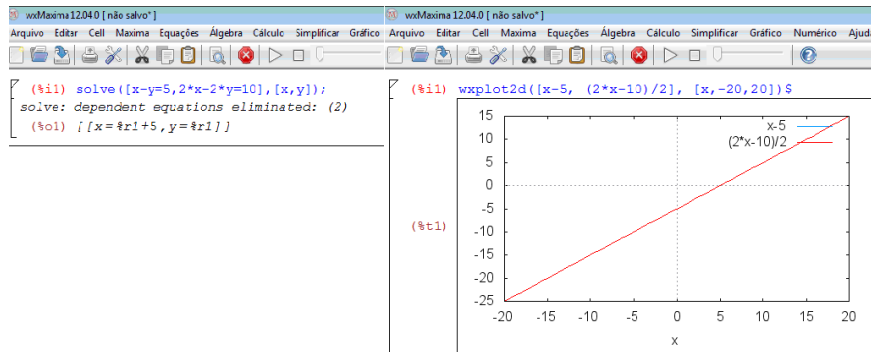 wxMaxima 12.04.0 [ não salvo* ]
Arquivo Editar Cell Maxima Equações Álgebra Cálculo Simplificar Gráfico
(%i1) solve([x-y=5,2*x-2*y=10],[x,y]);
solve: dependent equations eliminated: (2)
(%o1) [[x=%r1+5,y=%r1]]
wxMaxima 12.04.0 [ não salvo* ]
Arquivo Editar Cell Maxima Equações Álgebra Cálculo Simplificar Gráfico Numérico Ajuda
(%i1) wxplot2d([x-5, (2*x-10)/2], [x,-20,20])$
(%t1)
x-5
(2*x-10)/2
15
10
5
0
-5
-10
-15
-20
-25
-20 -15 -10 -5 0 5 10 15 20
x